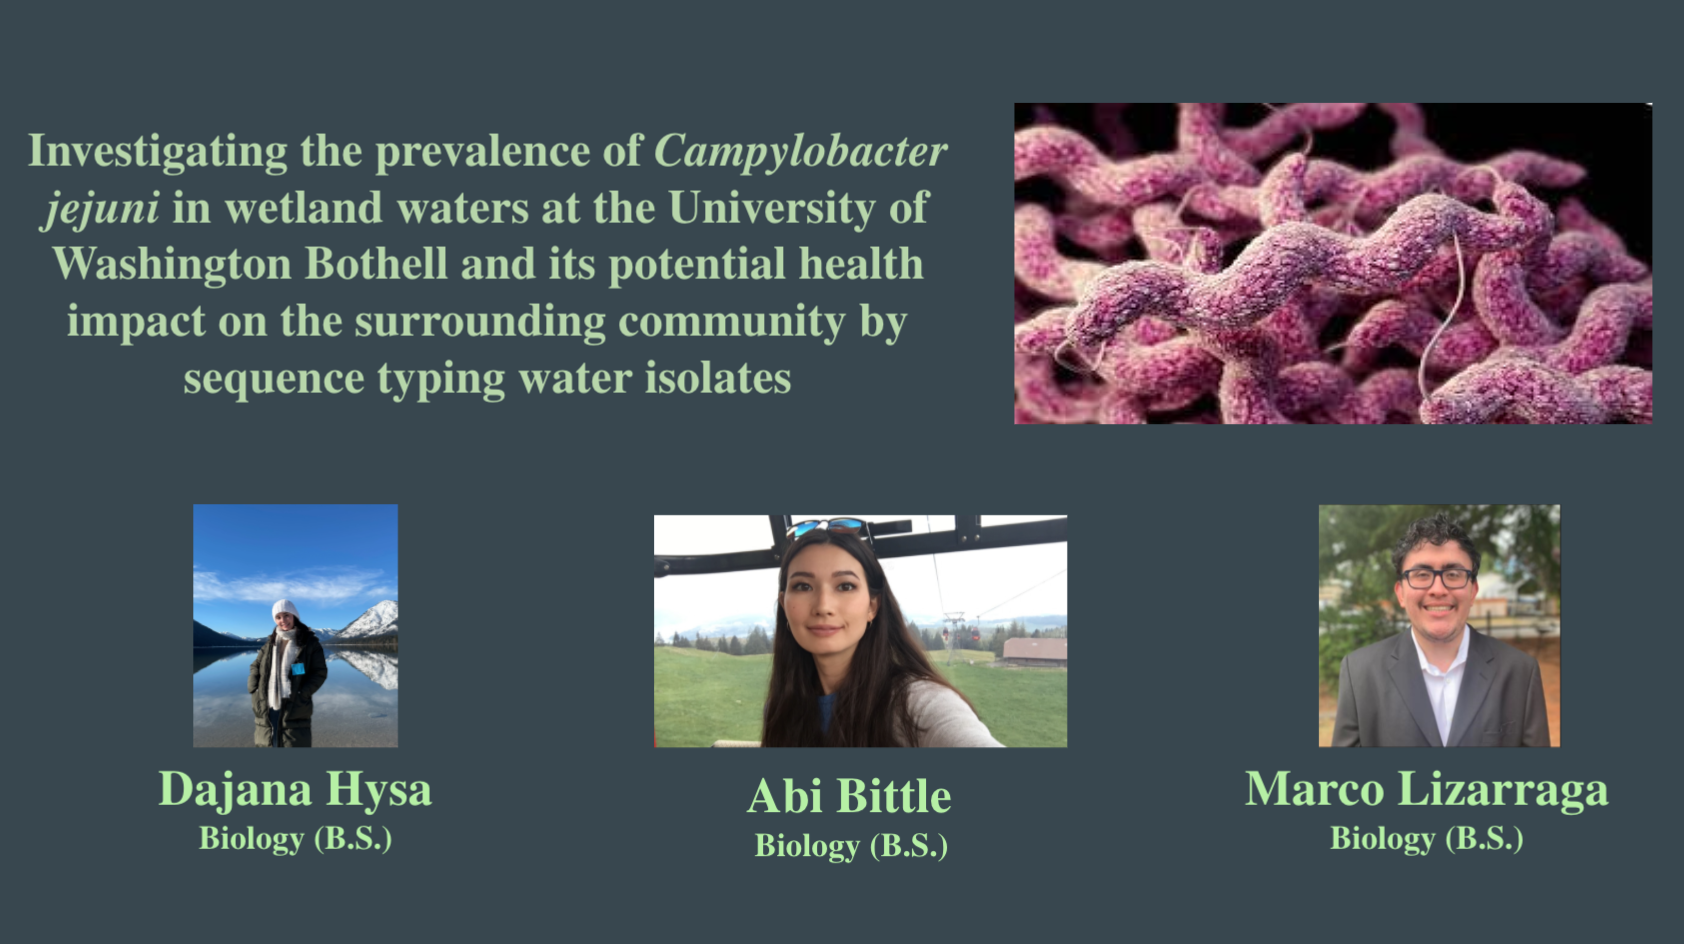 Investigating the prevalence of Campylobacter
jejuni in wetland waters at the University of
Washington Bothell and its potential health
impact on the surrounding community by
sequence typing water isolates
Dajana Hysa
Biology (B.S.)
Abi Bittle
Biology (B.S.)
Marco Lizarraga
Biology (B.S.)